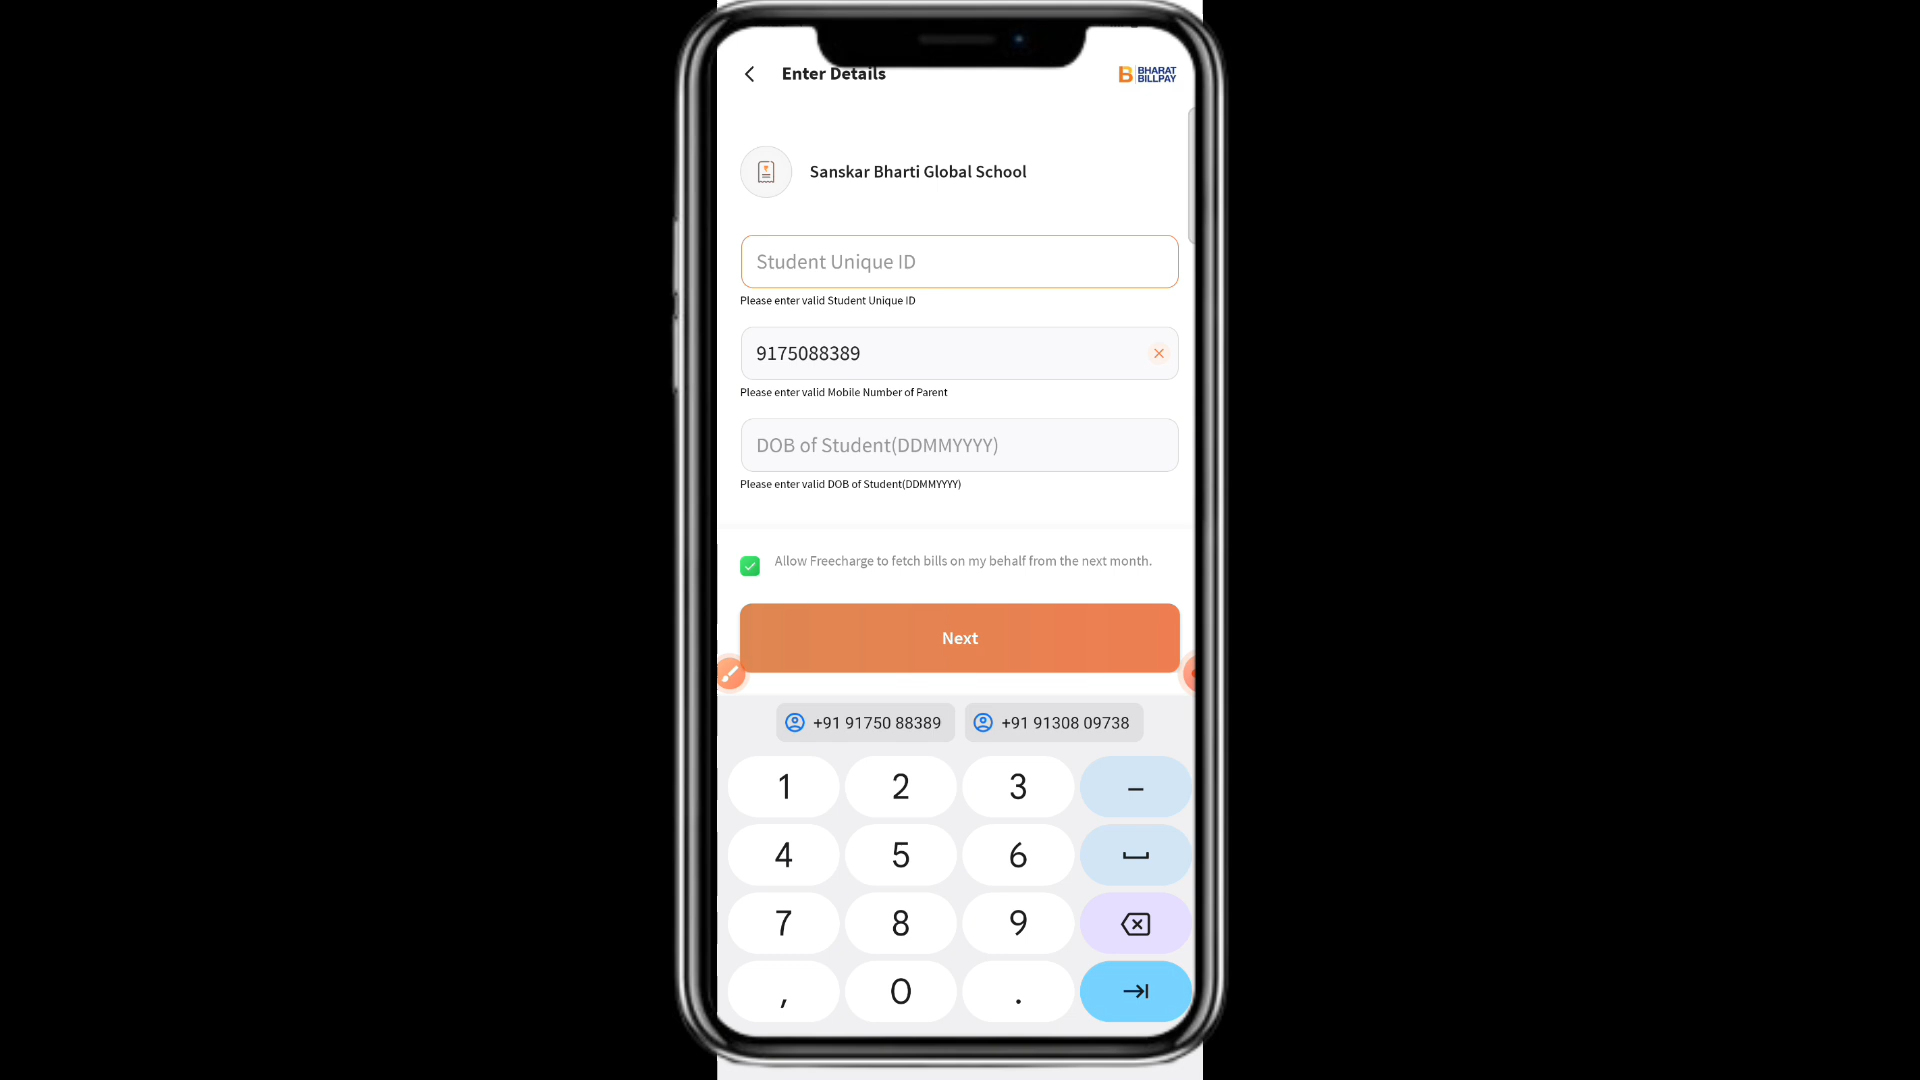 Enter Details
B BHARAT
BILLPAY
Sanskar Bharti Global School
Student Unique ID
Please enter valid Student Unique ID
9175088389
Please enter valid Mobile Number of Parent
DOB of Student(DDMMYYYY)
Please enter valid DOB of Student(DDMMYYYY)
Allow Freecharge to fetch bills on my behalf from the next month.
Next
+91 91750 88389 +91 91308 09738
1 2 3 –
4 5 6
7 8 9
, 0 .